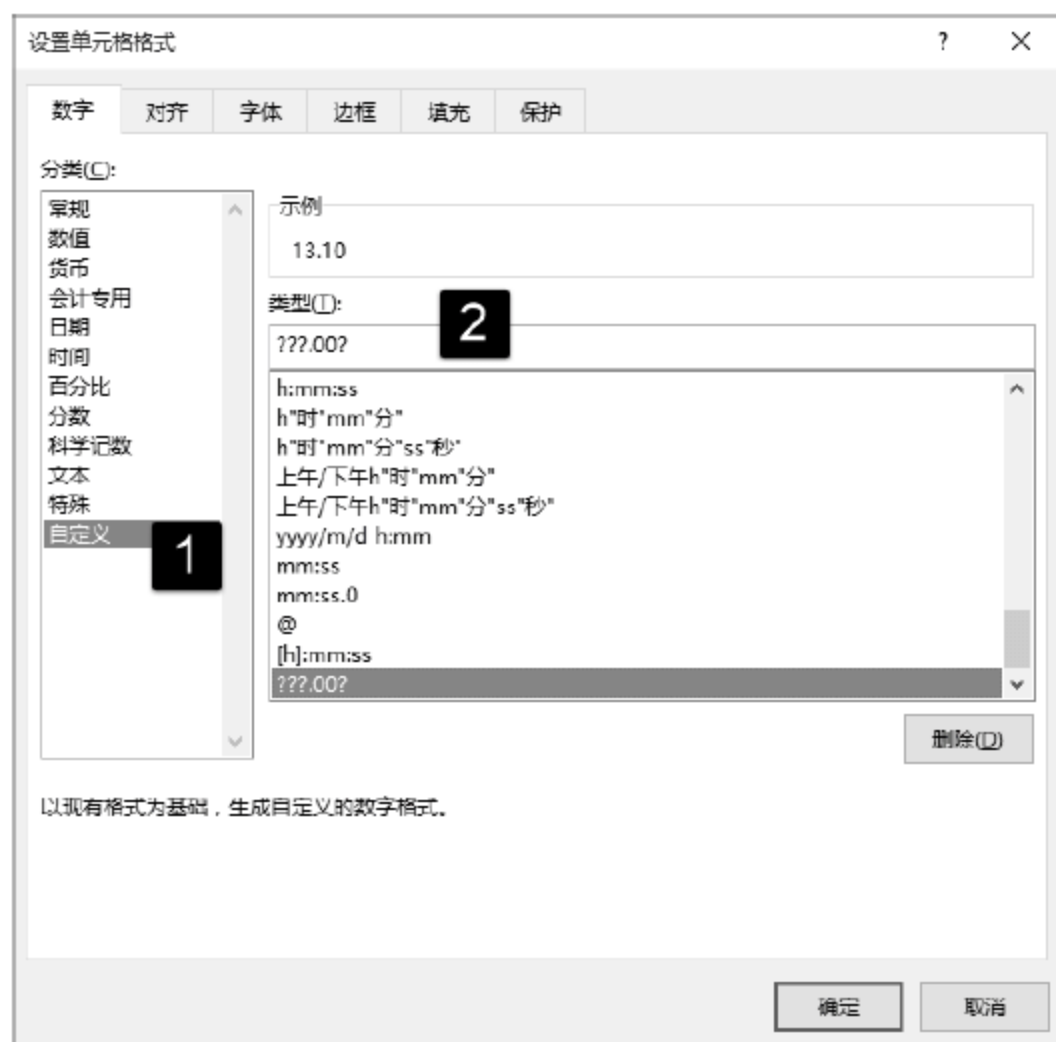 设置单元格格式 ? ×
数字 对齐 字体 边框 填充 保护
分类(C):
常规
数值
货币
会计专用
日期
时间
百分比
分数
科学记数
文本
特殊
自定义
1
示例
13.10
类型(T):
2
???.00?
h:mm:ss
h"时"mm"分"
h"时"mm"分"ss"秒"
上午/下午h"时"mm"分"
上午/下午h"时"mm"分"ss"秒"
yyyy/m/d h:mm
mm:ss
mm:ss.0
@
[h]:mm:ss
???.00?
删除(D)
以现有格式为基础，生成自定义的数字格式。
确定 取消